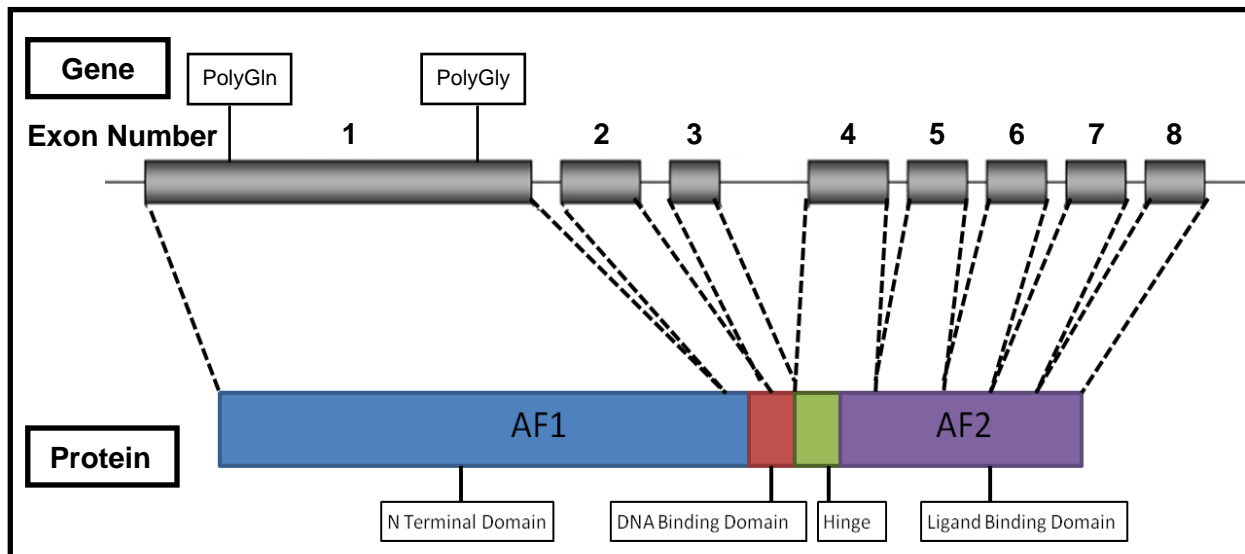 Gene
PolyGln
PolyGly
Exon Number
1
2
3
4
5
6
7
8
AF1
AF2
Protein
N Terminal Domain
DNA Binding Domain
Hinge
Ligand Binding Domain